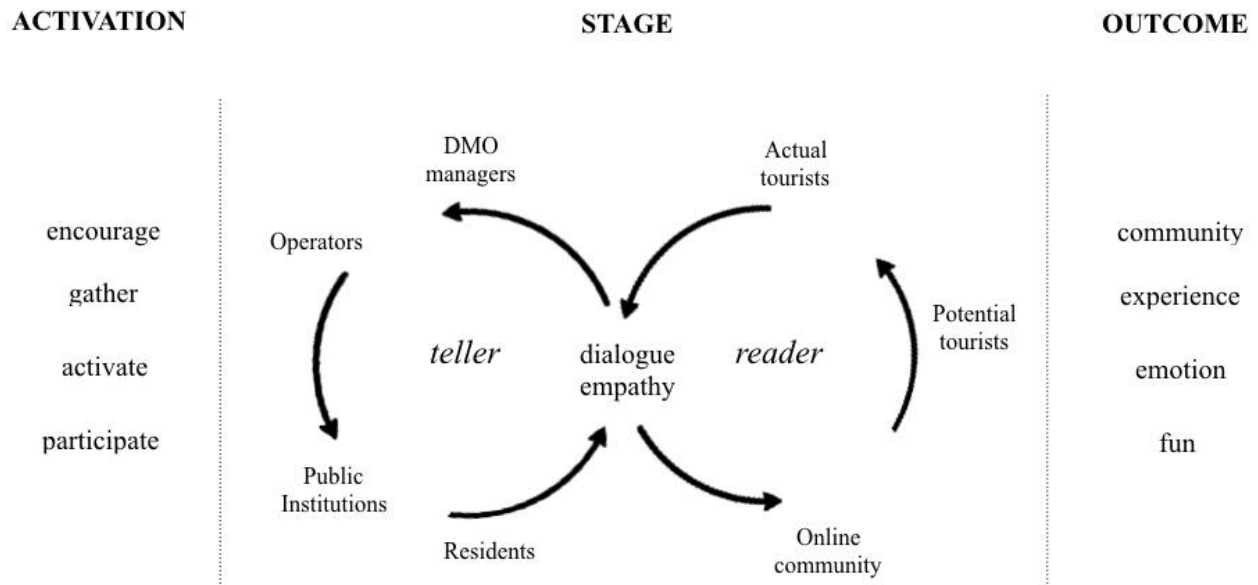 ACTIVATION
STAGE
OUTCOME
encourage
gather
activate
participate
DMO
managers
Operators
Public
Institutions
Residents
teller
dialogue
empathy
reader
Actual
tourists
Potential
tourists
Online
community
community
experience
emotion
fun